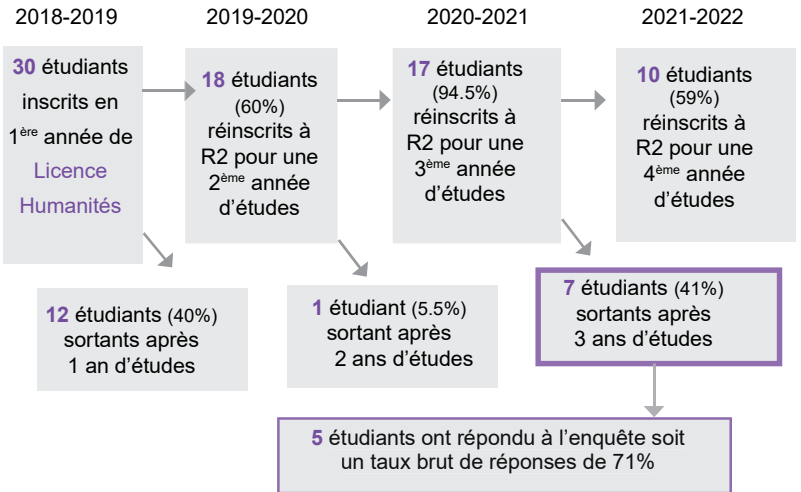 2018-2019
2019-2020
2020-2021
2021-2022
30 étudiants
inscrits en
1ère année de
Licence
Humanités
18 étudiants
(60%)
réinscrits à
R2 pour une
2ème année
d’études
17 étudiants
(94.5%)
réinscrits à
R2 pour une
3ème année
d’études
10 étudiants
(59%)
réinscrits à
R2 pour une
4ème année
d’études
12 étudiants (40%)
sortants après
1 an d’études
1 étudiant (5.5%)
sortant après
2 ans d’études
7 étudiants (41%)
sortants après
3 ans d’études
5 étudiants ont répondu à l’enquête soit
un taux brut de réponses de 71%